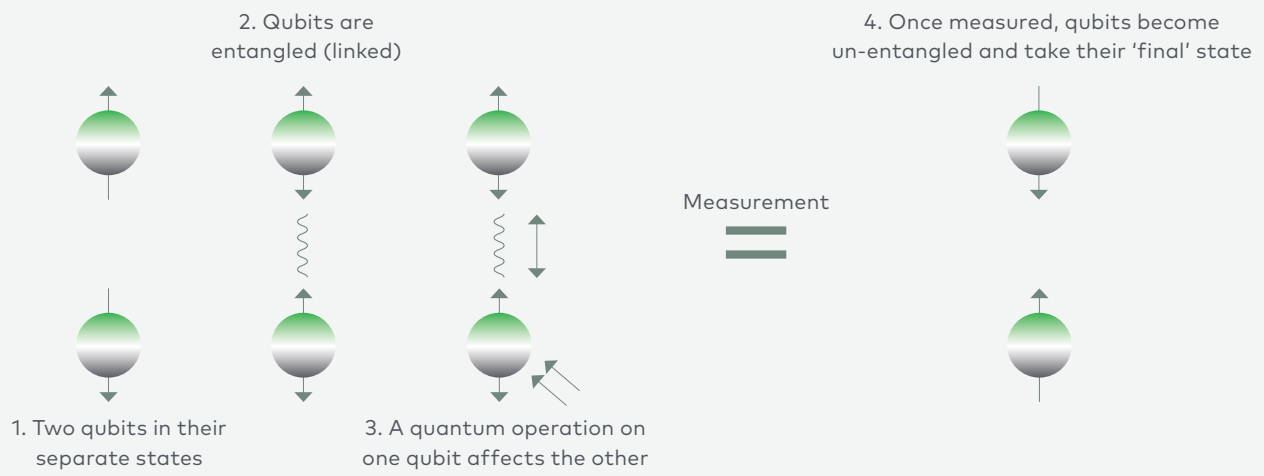 2. Qubits are
entangled (linked)
4. Once measured, qubits become
un-entangled and take their ‘final’ state
Measurement
1. Two qubits in their
separate states
3. A quantum operation on
one qubit affects the other